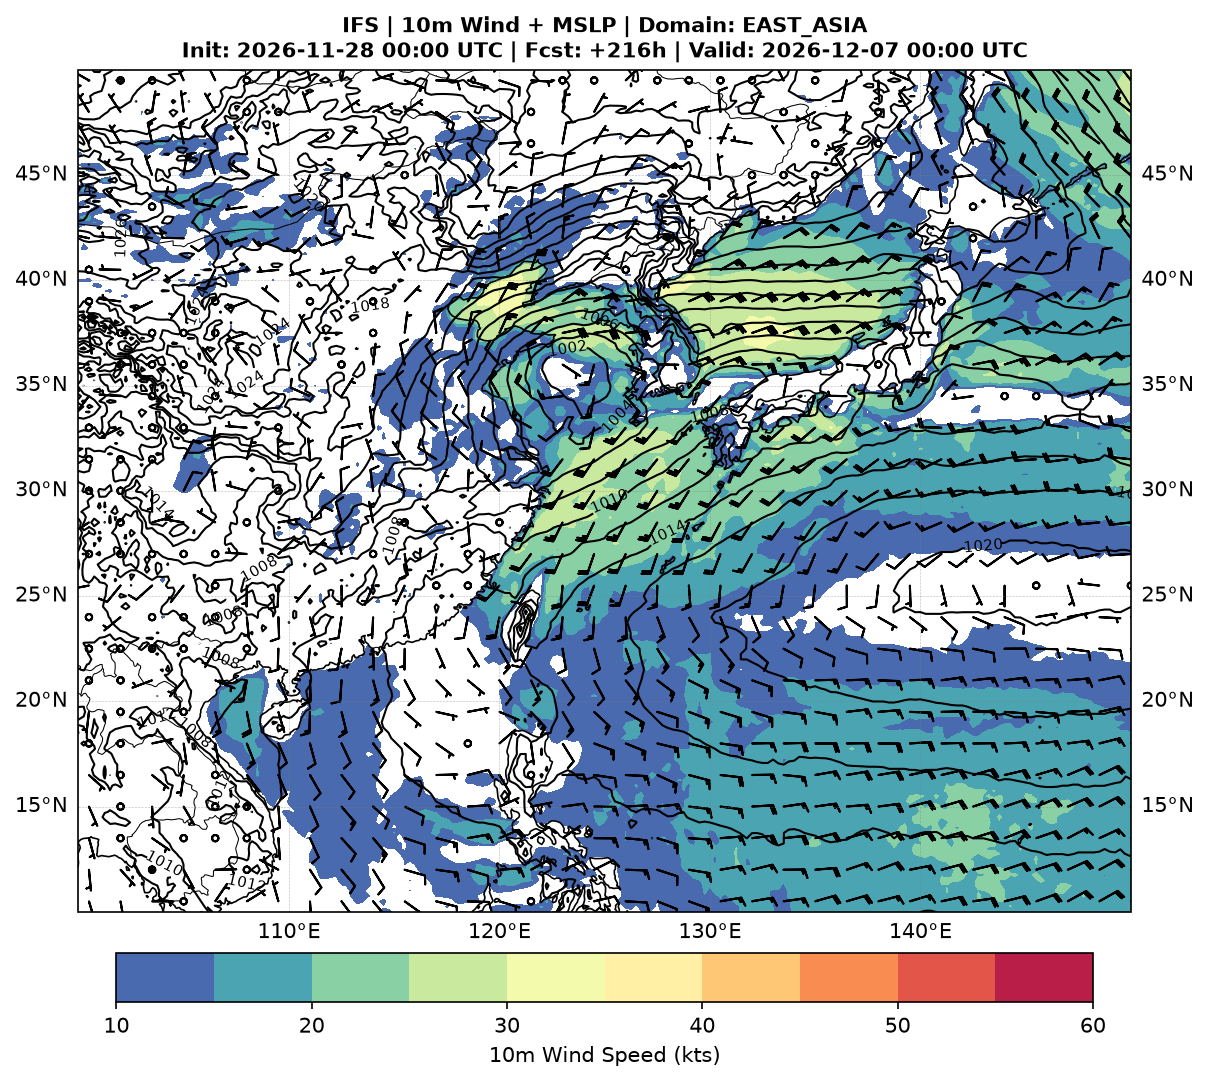 IFS | 10m Wind + MSLP | Domain: EAST_ASIA
Init: 2026-11-28 00:00 UTC | Fcst: +216h | Valid: 2026-12-07 00:00 UTC
45°N
45°N
40°N
40°N
35°N
35°N
30°N
30°N
25°N
25°N
20°N
20°N
15°N
15°N
1018
1024
1024
1002
1008
1004
1010
1014
1020
1008
1008
1008
1010
1012
110°E
120°E
130°E
140°E
10
20
30
40
50
60
10m Wind Speed (kts)